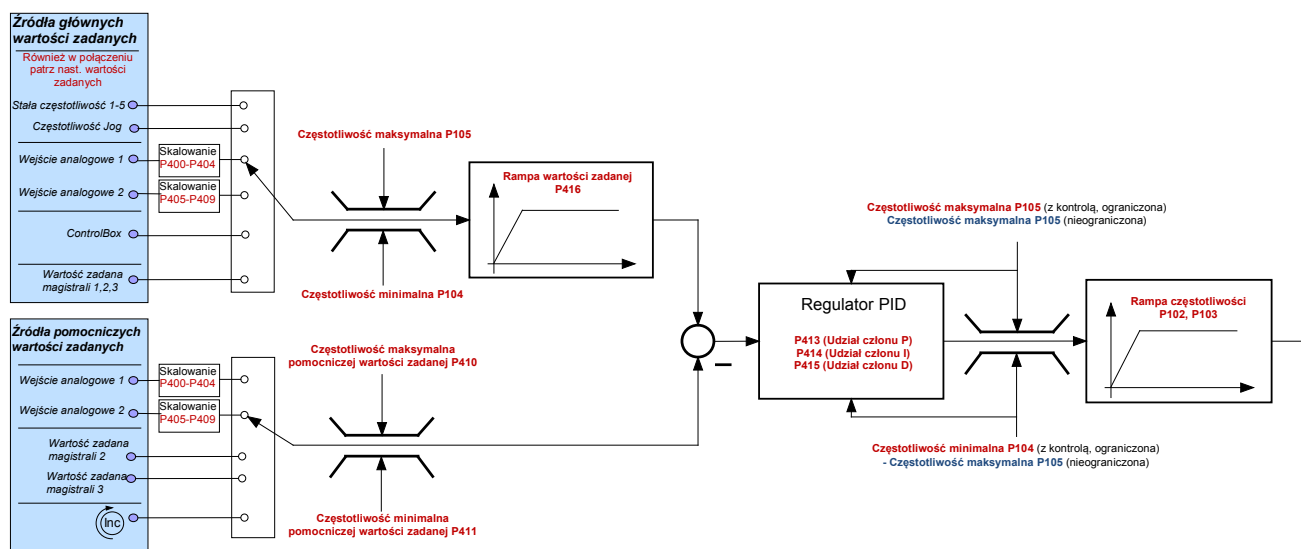 Źródła głównych
wartości zadanych
Również w połączeniu
patrz nast. wartości
zadanych
Stała częstotliwość 1-5
Częstotliwość Jog
Wejście analogowe 1
Skalowanie
P400-P404
Wejście analogowe 2
Skalowanie
P405-P409
ControlBox
Wartość zadana
magistrali 1,2,3
Częstotliwość maksymalna P105
Częstotliwość minimalna P104
Rampa wartości zadanej
P416
Źródła pomocniczych
wartości zadanych
Wejście analogowe 1
Skalowanie
P400-P404
Wejście analogowe 2
Skalowanie
P405-P409
Wartość zadana
magistrali 2
Wartość zadana
magistrali 3
Inc
Częstotliwość maksymalna
pomocniczej wartości zadanej P410
Częstotliwość minimalna
pomocniczej wartości zadanej P411
–
Regulator PID
P413 (Udział członu P)
P414 (Udział członu I)
P415 (Udział członu D)
Częstotliwość maksymalna P105 (z kontrolą, ograniczona)
Częstotliwość maksymalna P105 (nieograniczona)
Częstotliwość minimalna P104 (z kontrolą, ograniczona)
- Częstotliwość maksymalna P105 (nieograniczona)
Rampa częstotliwości
P102, P103